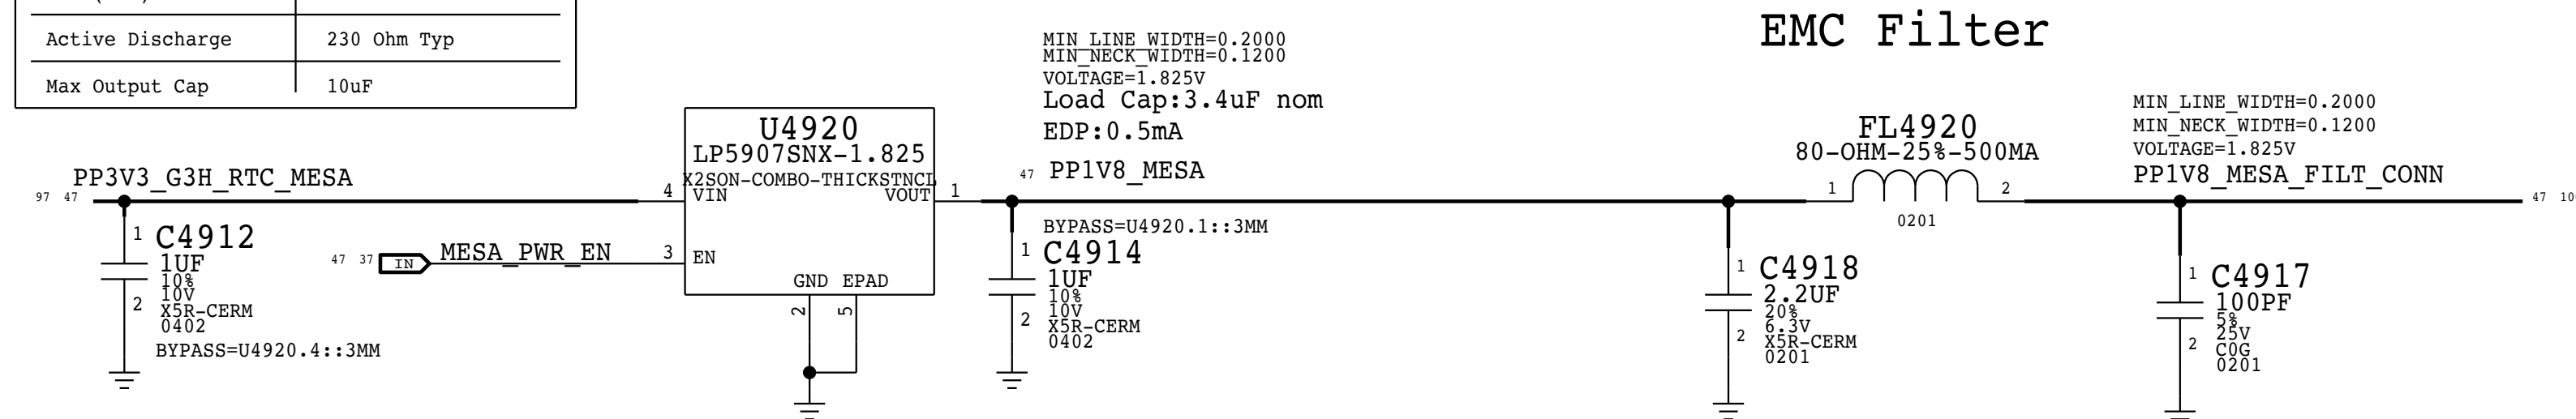 Active Discharge 230 Ohm Typ
Max Output Cap 10uF
EMC Filter
MIN_LINE_WIDTH=0.2000
MIN_NECK_WIDTH=0.1200
VOLTAGE=1.825V
Load Cap:3.4uF nom
EDP:0.5mA
47 PP1V8_MESA
97 47 PP3V3_G3H_RTC_MESA
U4920
LP5907SNX-1.825
X2SON-COMBO-THICKSTNCL
4 VIN VOUT 1
47 37 IN MESA_PWR_EN 3 EN
GND EPAD
2 5
1 C4912
1UF
10%
10V
2 X5R-CERM
0402
BYPASS=U4920.4::3MM
BYPASS=U4920.1::3MM
1 C4914
1UF
10%
10V
2 X5R-CERM
0402
FL4920
80-OHM-25%-500MA
1 2
0201
1 C4918
2.2UF
20%
6.3V
2 X5R-CERM
0201
MIN_LINE_WIDTH=0.2000
MIN_NECK_WIDTH=0.1200
VOLTAGE=1.825V
PP1V8_MESA_FILT_CONN
47 10
1 C4917
100PF
5%
25V
2 C0G
0201